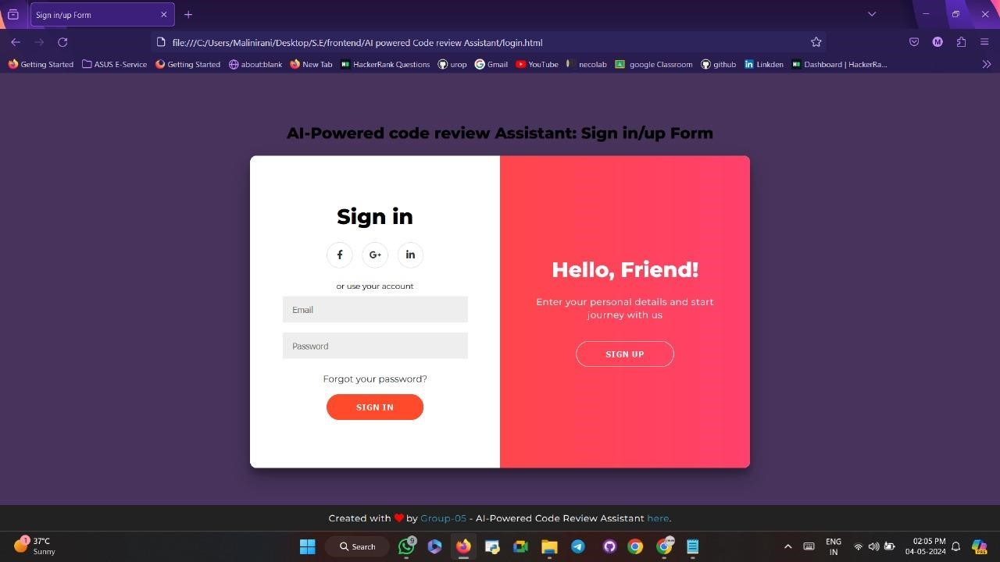 Sign in/up Form
file:///C:/Users/Malinirani/Desktop/S.E/frontend/AI powered Code review Assistant/login.html
M
Getting Started ASUS E-Service Getting Started about:blank New Tab HackerRank Questions urop Gmail YouTube necolab google Classroom github Linkden Dashboard | HackerRa...
AI-Powered code review Assistant: Sign in/up Form
Sign in
f G+ in
or use your account
Email
Password
Forgot your password?
SIGN IN
Hello, Friend!
Enter your personal details and start
journey with us
SIGN UP
Created with ❤ by Group-05 - AI-Powered Code Review Assistant here.
1
37°C
Sunny
Search
9
ENG
IN
02:05 PM
04-05-2024
PRE